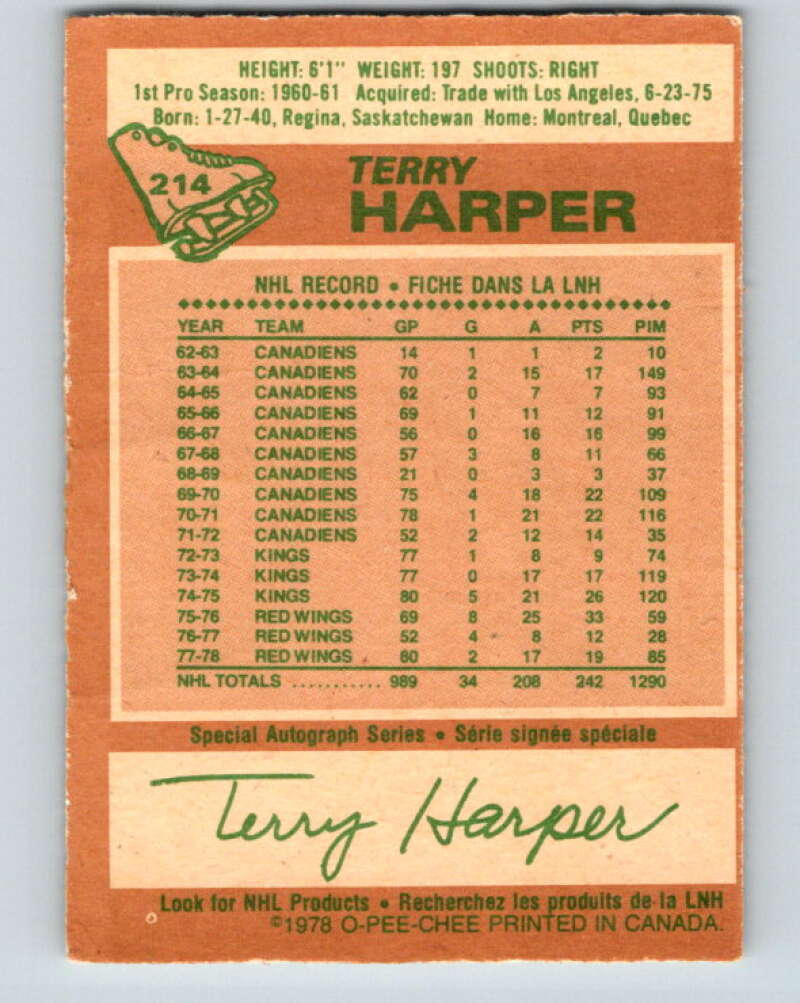 HEIGHT: 6'1" WEIGHT: 197 SHOOTS: RIGHT
1st Pro Season: 1960-61 Acquired: Trade with Los Angeles, 6-23-75
Born: 1-27-40, Regina, Saskatchewan Home: Montreal, Quebec
214
TERRY
HARPER
NHL RECORD • FICHE DANS LA LNH
YEAR TEAM GP G A PTS PIM
62-63 CANADIENS 14 1 1 2 10
63-64 CANADIENS 70 2 15 17 149
64-65 CANADIENS 62 0 7 7 93
65-66 CANADIENS 69 1 11 12 91
66-67 CANADIENS 56 0 16 16 99
67-68 CANADIENS 57 3 8 11 66
68-69 CANADIENS 21 0 3 3 37
69-70 CANADIENS 75 4 18 22 109
70-71 CANADIENS 78 1 21 22 116
71-72 CANADIENS 52 2 12 14 35
72-73 KINGS 77 1 8 9 74
73-74 KINGS 77 0 17 17 119
74-75 KINGS 80 5 21 26 120
75-76 RED WINGS 69 8 25 33 59
76-77 RED WINGS 52 4 8 12 28
77-78 RED WINGS 80 2 17 19 85
NHL TOTALS ........... 989 34 208 242 1290
Special Autograph Series • Série signée spéciale
Terry Harper
Look for NHL Products • Recherchez les produits de la LNH
©1978 O-PEE-CHEE PRINTED IN CANADA.